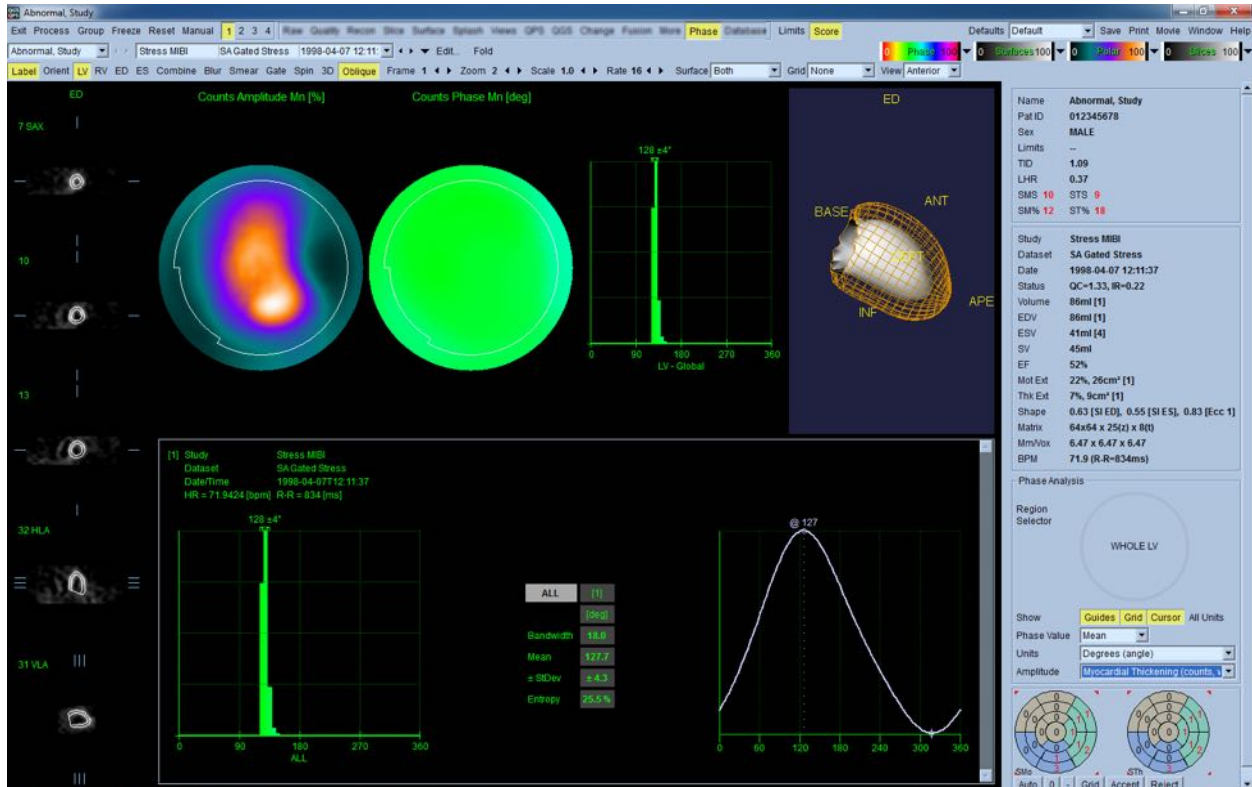 Abnormal, Study
Exit Process Group Freeze Reset Manual 1 2 3 4 Raw Quality Recon Slice Surface Splash Views QPS QGS Change Fusion More Phase Database Limits Score Defaults Default Save Print Movie Window Help
Abnormal, Study Stress MIBI SA Gated Stress 1998-04-07 12:11: Edit... Fold 0 Phase 100 0 Surfaces 100 0 Polar 100 0 Slices 100
Label Orient LV RV ED ES Combine Blur Smear Gate Spin 3D Oblique Frame 1 Zoom 2 Scale 1.0 Rate 16 Surface Both Grid None View Anterior
ED
7 SAX
10
13
32 HLA
31 VLA
Counts Amplitude Mn [%]
Counts Phase Mn [deg]
128 ±4°
0 90 180 270 360
LV - Global
ED
BASE
ANT
SEPT
INF
APE
[1] Study Stress MIBI
Dataset SA Gated Stress
Date/Time 1998-04-07T12:11:37
HR = 71.9424 [bpm] R-R = 834 [ms]
128 ±4°
0 90 180 270 360
ALL
ALL [1]
[deg]
Bandwidth 18.0
Mean 127.7
± StDev ± 4.3
Entropy 25.5 %
@ 127
0 60 120 180 240 300 360
Name Abnormal, Study
Pat ID 012345678
Sex MALE
Limits --
TID 1.09
LHR 0.37
SMS 10 STS 9
SM% 12 ST% 18
Study Stress MIBI
Dataset SA Gated Stress
Date 1998-04-07 12:11:37
Status QC=1.33, IR=0.22
Volume 86ml [1]
EDV 86ml [1]
ESV 41ml [4]
SV 45ml
EF 52%
Mot Ext 22%, 26cm² [1]
Thk Ext 7%, 9cm² [1]
Shape 0.63 [SI ED], 0.55 [SI ES], 0.83 [Ecc 1]
Matrix 64x64 x 25(z) x 8(t)
Mm/Vox 6.47 x 6.47 x 6.47
BPM 71.9 (R-R=834ms)
Phase Analysis
Region
Selector
WHOLE LV
Show Guides Grid Cursor All Units
Phase Value Mean
Units Degrees (angle)
Amplitude Myocardial Thickening (counts,
SMo STh
Auto 0 - Grid Accept Reject